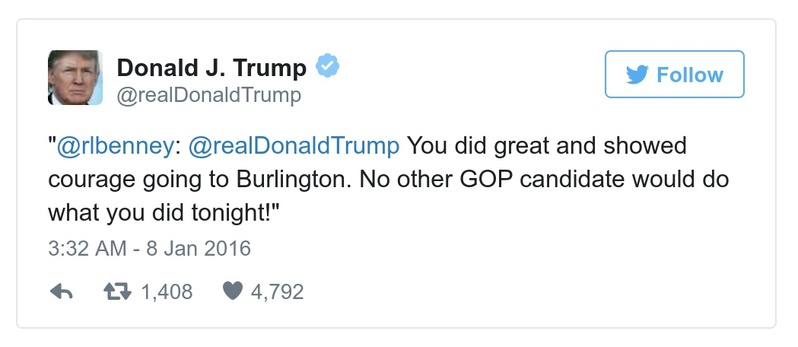 Donald J. Trump
Follow
@realDonaldTrump
"@rlbenney: @realDonaldTrump You did great and showed
courage going to Burlington. No other GOP candidate would do
what you did tonight!"
3:32 AM - 8 Jan 2016
1,408 4,792